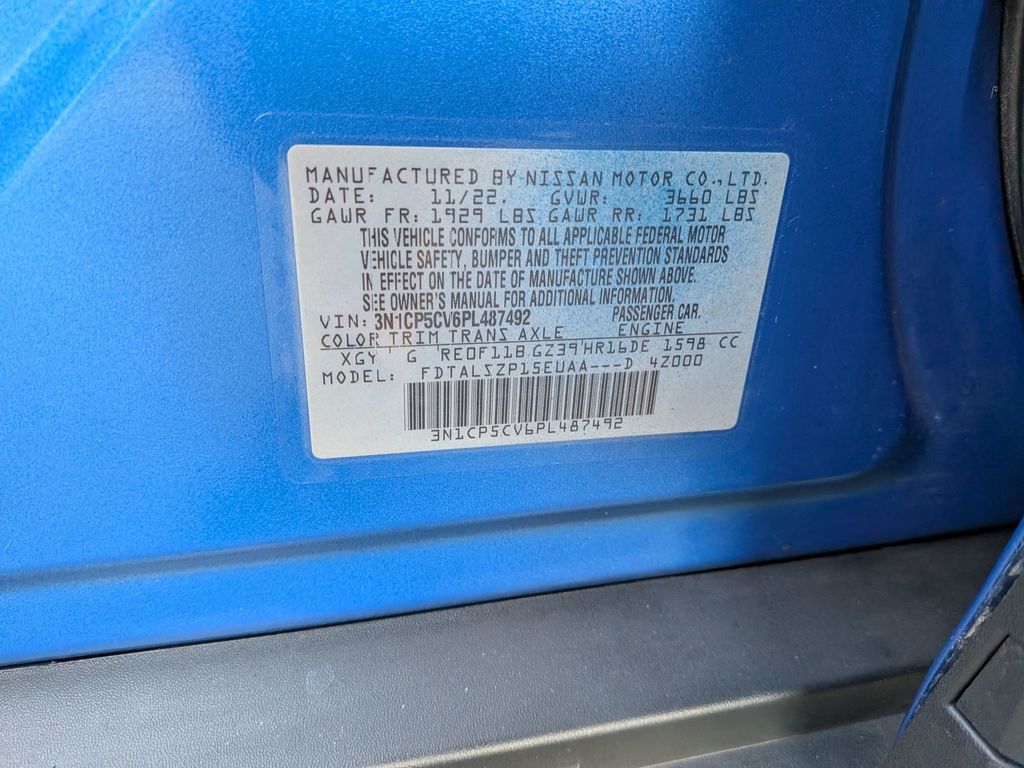 MANUFACTURED BY NISSAN MOTOR CO.,LTD.
DATE: 11/22. GVWR: 3660 LBS
GAWR FR: 1929 LBS GAWR RR: 1731 LBS
THIS VEHICLE CONFORMS TO ALL APPLICABLE FEDERAL MOTOR
VEHICLE SAFETY, BUMPER AND THEFT PREVENTION STANDARDS
IN EFFECT ON THE DATE OF MANUFACTURE SHOWN ABOVE.
SEE OWNER'S MANUAL FOR ADDITIONAL INFORMATION.
VIN: 3N1CP5CV6PL487492 PASSENGER CAR.
COLOR TRIM TRANS AXLE ENGINE
XGY G RE0F11B GZ39 HR16DE 1598 CC
MODEL: FDTALSZP15EUAA---D 4Z000
3N1CP5CV6PL487492